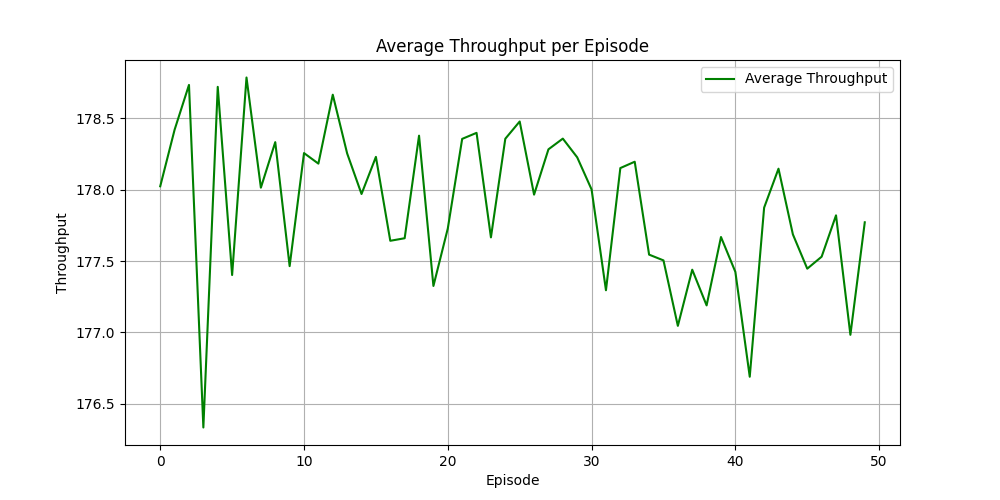 Average Throughput per Episode
Average Throughput
Throughput
178.5
178.0
177.5
177.0
176.5
0 10 20 30 40 50
Episode